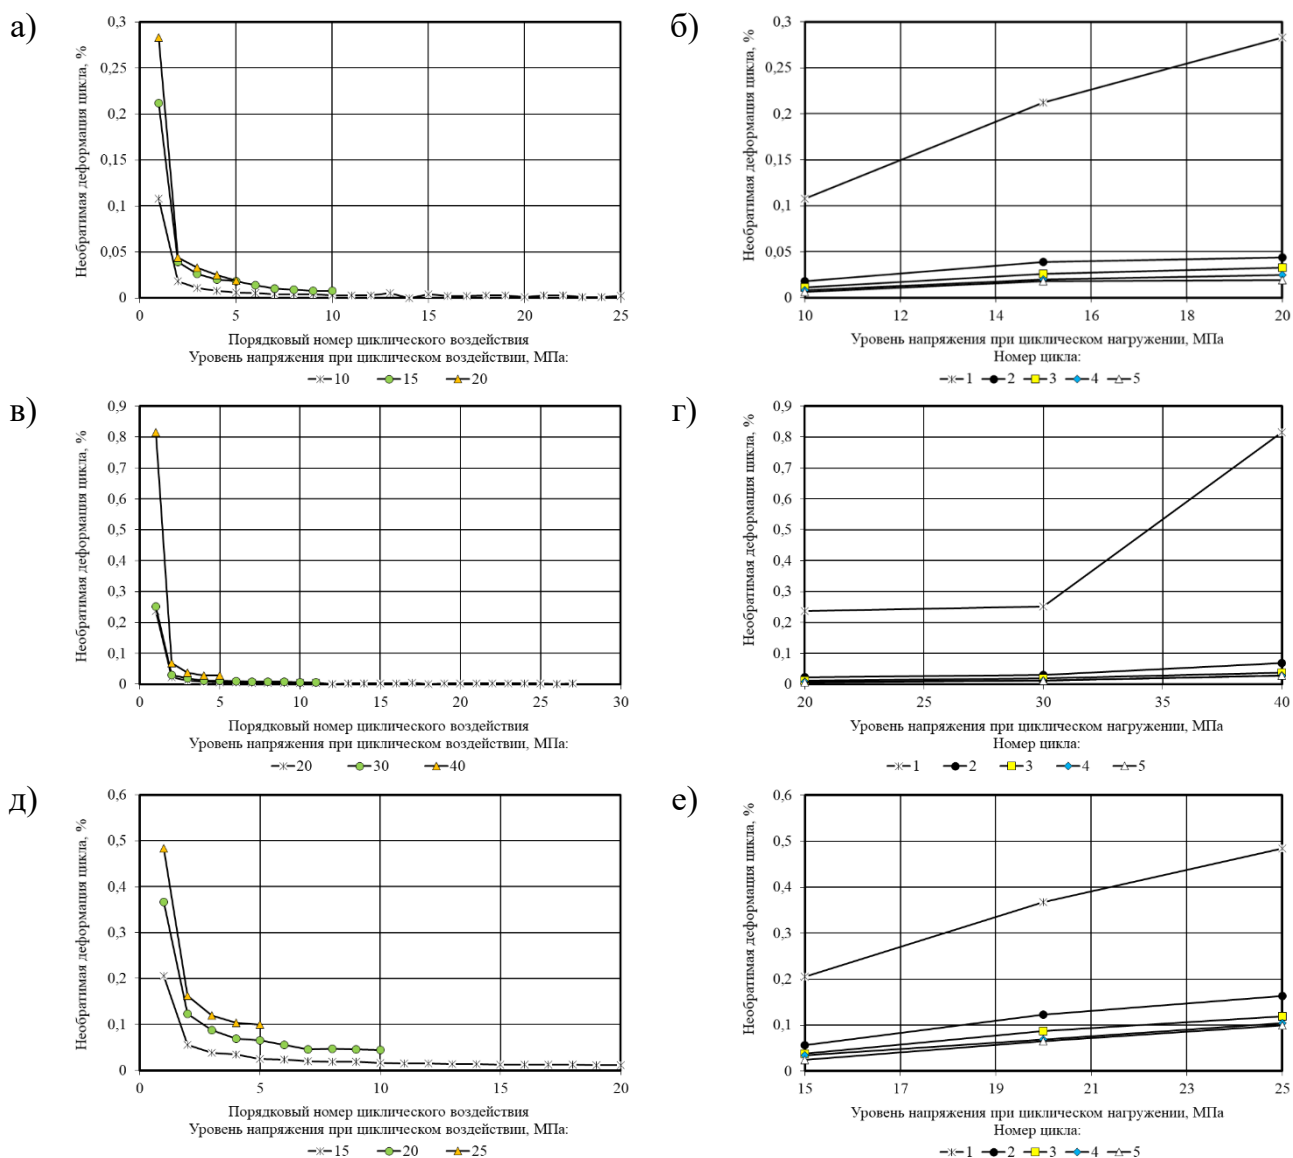 а)
Необратимая деформация цикла, %
0,3
0,25
0,2
0,15
0,1
0,05
0
0 5 10 15 20 25
Порядковый номер циклического воздействия
Уровень напряжения при циклическом воздействии, МПа:
10 15 20
б)
Необратимая деформация цикла, %
0,3
0,25
0,2
0,15
0,1
0,05
0
10 12 14 16 18 20
Уровень напряжения при циклическом нагружении, МПа
Номер цикла:
1 2 3 4 5
в)
Необратимая деформация цикла, %
0,9
0,8
0,7
0,6
0,5
0,4
0,3
0,2
0,1
0
0 5 10 15 20 25 30
Порядковый номер циклического воздействия
Уровень напряжения при циклическом воздействии, МПа:
20 30 40
г)
Необратимая деформация цикла, %
0,9
0,8
0,7
0,6
0,5
0,4
0,3
0,2
0,1
0
20 25 30 35 40
Уровень напряжения при циклическом нагружении, МПа
Номер цикла:
1 2 3 4 5
д)
Необратимая деформация цикла, %
0,6
0,5
0,4
0,3
0,2
0,1
0
0 5 10 15 20
Порядковый номер циклического воздействия
Уровень напряжения при циклическом воздействии, МПа:
15 20 25
е)
Необратимая деформация цикла, %
0,6
0,5
0,4
0,3
0,2
0,1
0
15 17 19 21 23 25
Уровень напряжения при циклическом нагружении, МПа
Номер цикла:
1 2 3 4 5